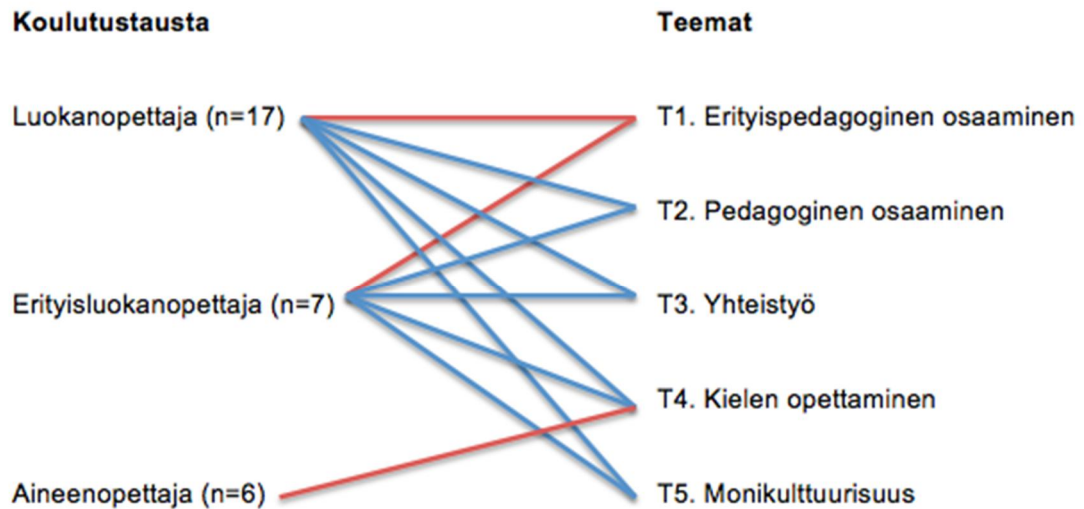 Koulutustausta
Teemat
Luokanopettaja (n=17)
T1. Erityispedagoginen osaaminen
T2. Pedagoginen osaaminen
Erityisluokanopettaja (n=7)
T3. Yhteistyö
T4. Kielen opettaminen
Aineenopettaja (n=6)
T5. Monikulttuurisuus